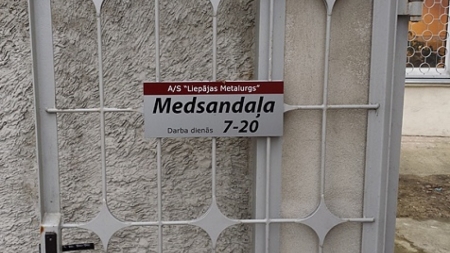 A/S "Liepājas Metalurgs"
Medsandaļa
Darba dienās 7-20